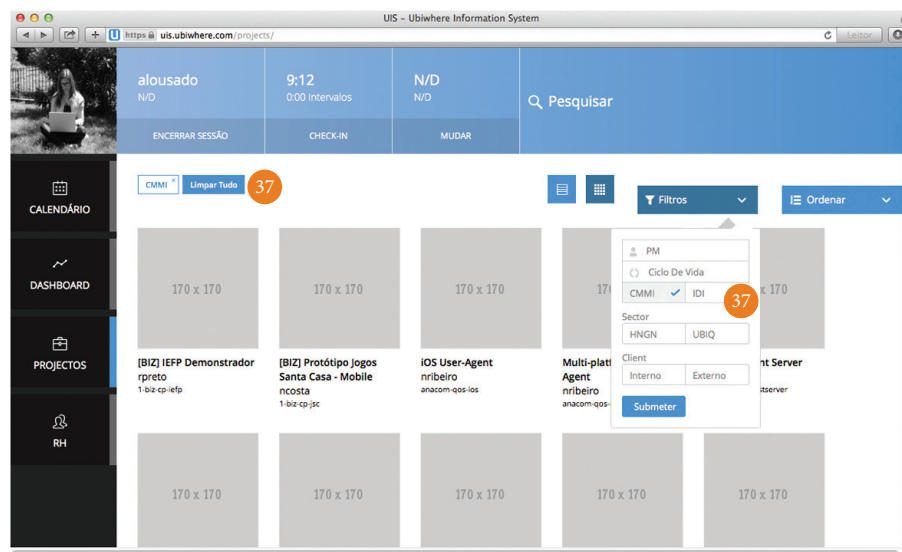 UIS – Ubiwhere Information System
https uis.ubiwhere.com/projects/
Leitor
alousado
N/D
9:12
0:00 Intervalos
N/D
N/D
Pesquisar
ENCERRAR SESSÃO
CHECK-IN
MUDAR
CALENDÁRIO
DASHBOARD
PROJECTOS
RH
CMMI ×
Limpar Tudo
37
Filtros
Ordenar
PM
Ciclo De Vida
CMMI
IDI
37
Sector
HNGN
UBIQ
Client
Interno
Externo
Submeter
170 x 170
170 x 170
170 x 170
17
x 170
[BIZ] IEFP Demonstrador
rpreto
1-biz-cp-iefp
[BIZ] Protótipo Jogos
Santa Casa - Mobile
ncosta
1-biz-cp-jsc
iOS User-Agent
nribeiro
anacom-qos-ios
Multi-plat
Agent
nribeiro
anacom-qos-
nt Server
stserver
170 x 170
170 x 170
170 x 170
170 x 170
170 x 170